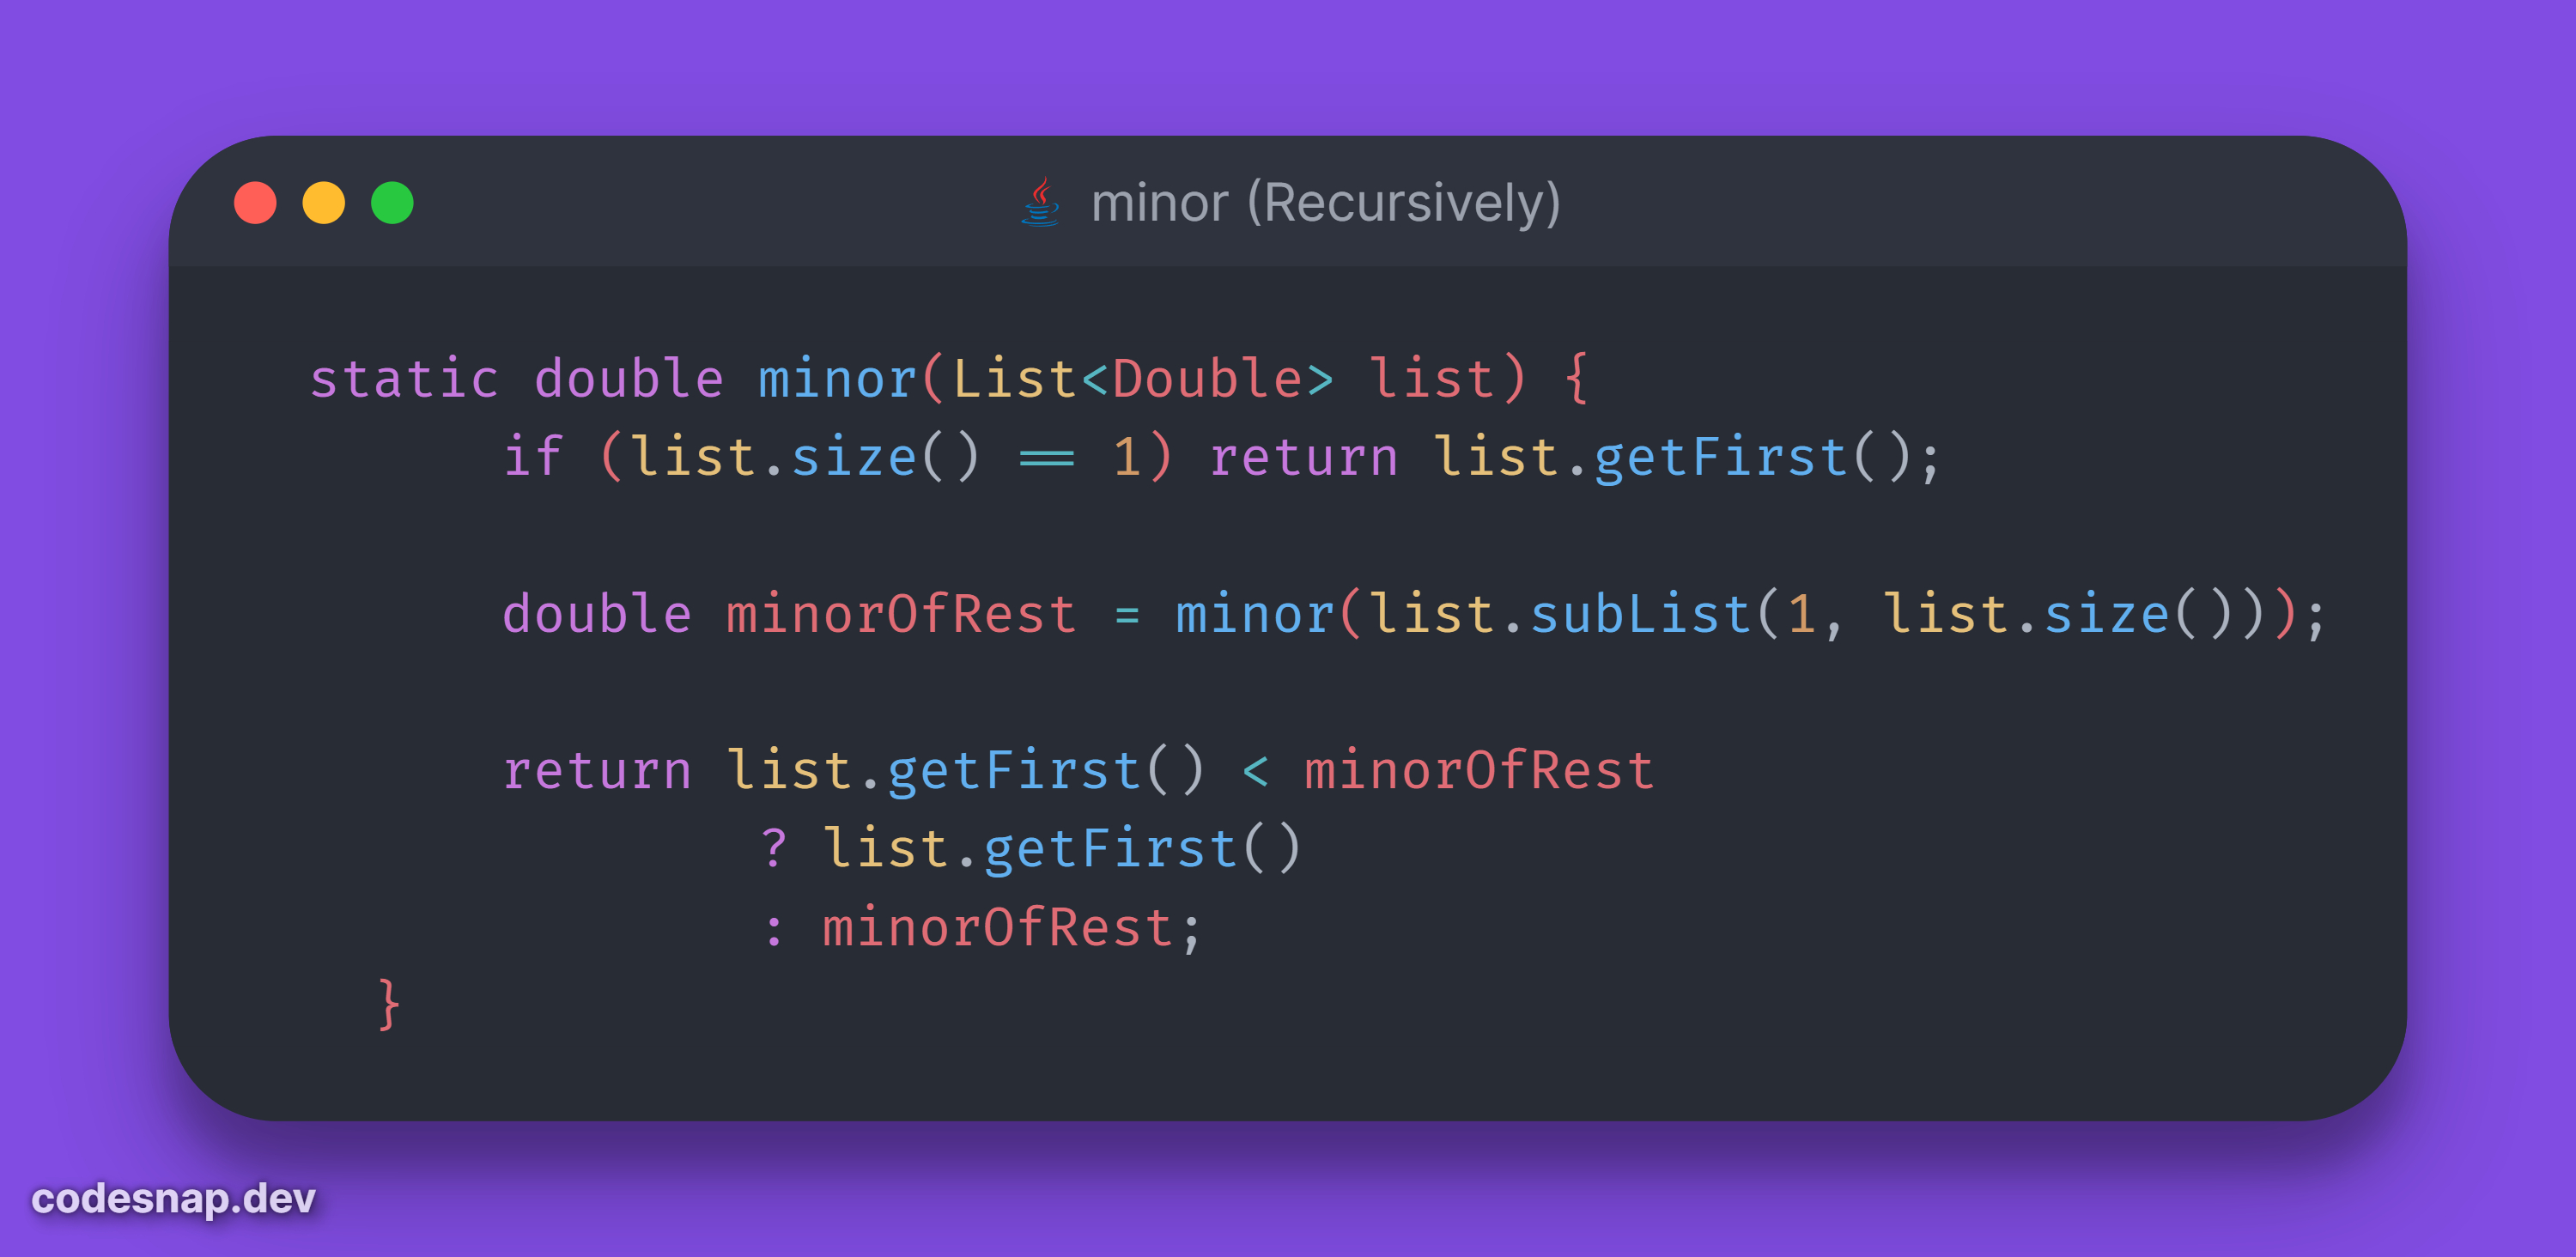 minor (Recursively)
static double minor(List<Double> list) {
if (list.size() == 1) return list.getFirst();
double minorOfRest = minor(list.subList(1, list.size()));
return list.getFirst() < minorOfRest
? list.getFirst()
: minorOfRest;
}
codesnap.dev